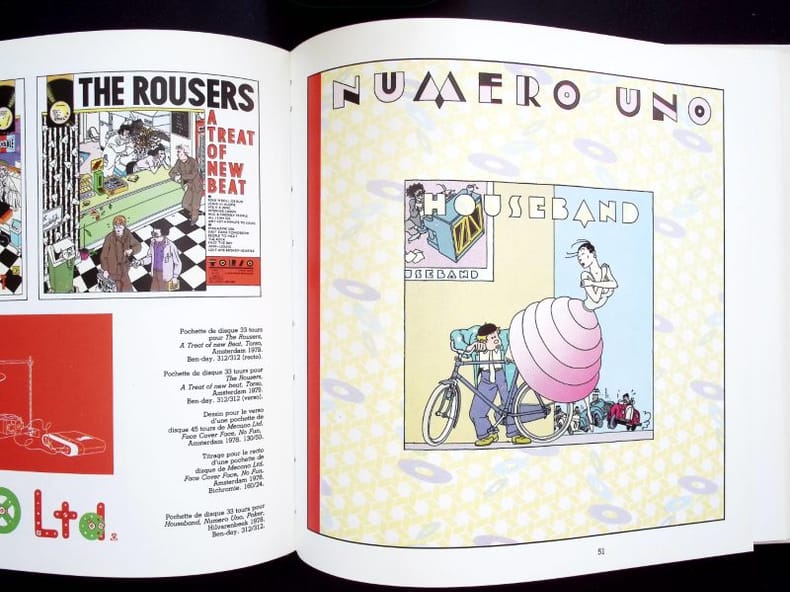 THE ROUSERS
A
TREAT
OF
NEW
BEAT
TORSO
Pochette de disque 33 tours
pour The Rousers,
A Treat of new Beat, Torso,
Amsterdam 1979.
Ben-day. 312/312 (recto).
Pochette de disque 33 tours pour
The Rousers,
A Treat of new beat, Torso,
Amsterdam 1979.
Ben-day. 312/312 (verso).
Dessin pour le verso
d'une pochette de
disque 45 tours de Mecano Ltd.
Face Cover Face, No Fun,
Amsterdam 1978. 130/50.
Titrage pour le recto
d'une pochette de
disque de Mecano Ltd.
Face Cover Face, No Fun,
Amsterdam 1978.
Bichromie. 160/24.
Pochette de disque 33 tours pour
Houseband, Numero Uno, Poker,
Hilvarenbeek 1978.
Ben-day. 312/312.
Ltd.
NUMERO UNO
HOUSEBAND
USEBAND
51